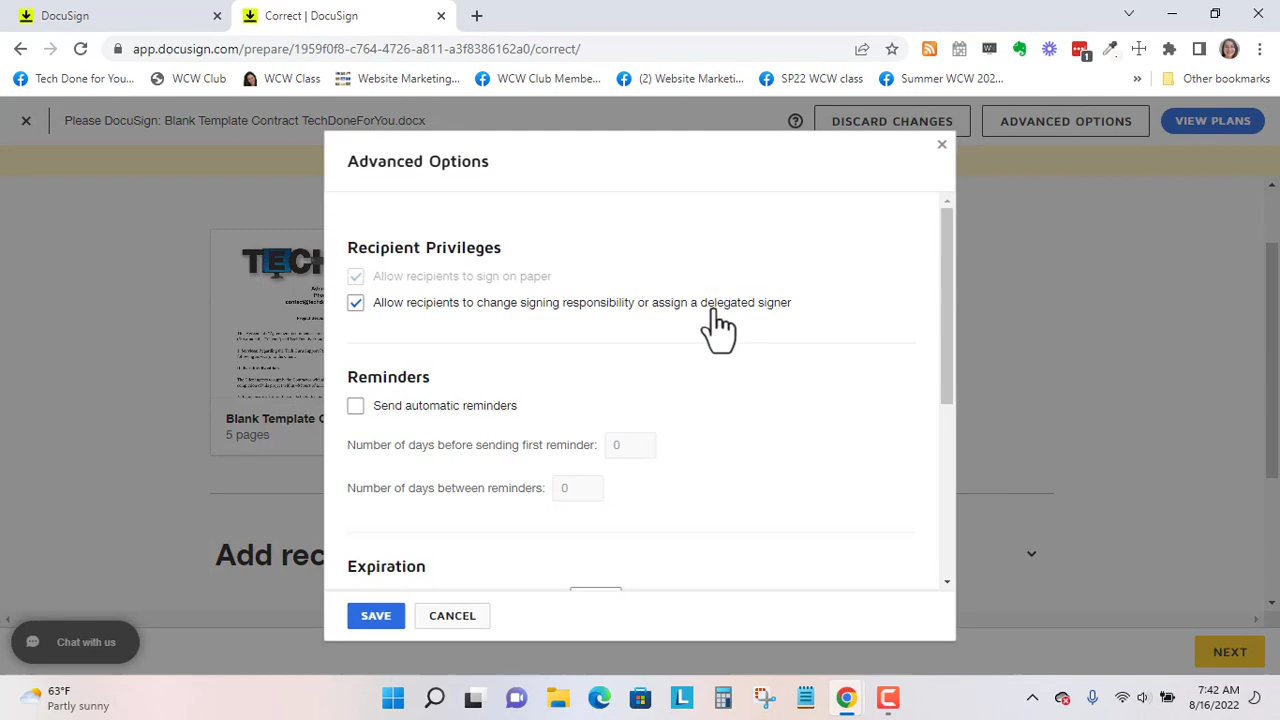 DocuSign
Correct | DocuSign
app.docusign.com/prepare/1959f0f8-c764-4726-a811-a3f8386162a0/correct/
1
Tech Done for You...
WCW Club
WCW Class
Website Marketing...
WCW Club Membe...
(2) Website Marketi...
SP22 WCW class
Summer WCW 202...
»
Other bookmarks
Please DocuSign: Blank Template Contract TechDoneForYou.docx
DISCARD CHANGES
ADVANCED OPTIONS
VIEW PLANS
Advanced Options
TECH
Recipient Privileges
Allow recipients to sign on paper
Allow recipients to change signing responsibility or assign a delegated signer
Reminders
Send automatic reminders
Blank Template C
5 pages
Number of days before sending first reminder: 0
Number of days between reminders: 0
Add rec
Expiration
SAVE
CANCEL
Chat with us
NEXT
63°F
Partly sunny
7:42 AM
8/16/2022